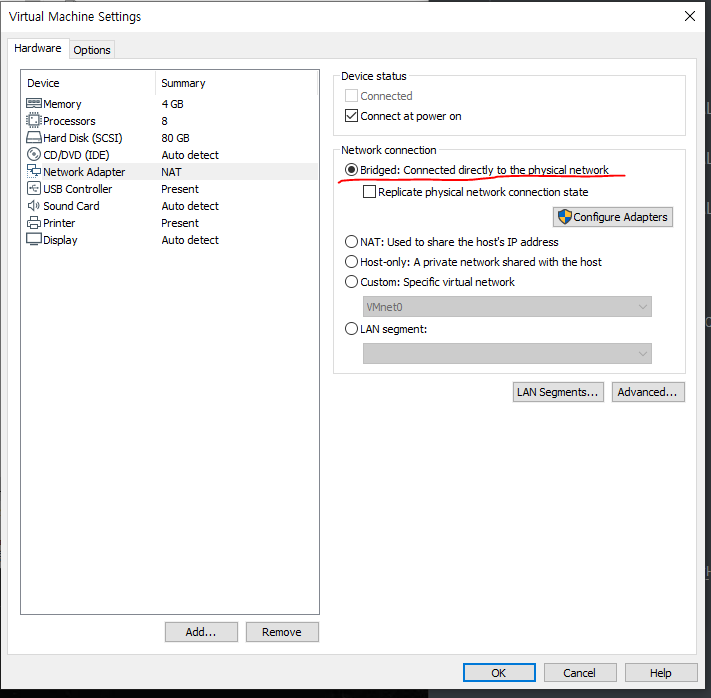 Virtual Machine Settings
Hardware
Options
Device Summary
Memory 4 GB
Processors 8
Hard Disk (SCSI) 80 GB
CD/DVD (IDE) Auto detect
Network Adapter NAT
USB Controller Present
Sound Card Auto detect
Printer Present
Display Auto detect
Add...
Remove
Device status
Connected
Connect at power on
Network connection
Bridged: Connected directly to the physical network
Replicate physical network connection state
Configure Adapters
NAT: Used to share the host's IP address
Host-only: A private network shared with the host
Custom: Specific virtual network
VMnet0
LAN segment:
LAN Segments...
Advanced...
OK
Cancel
Help